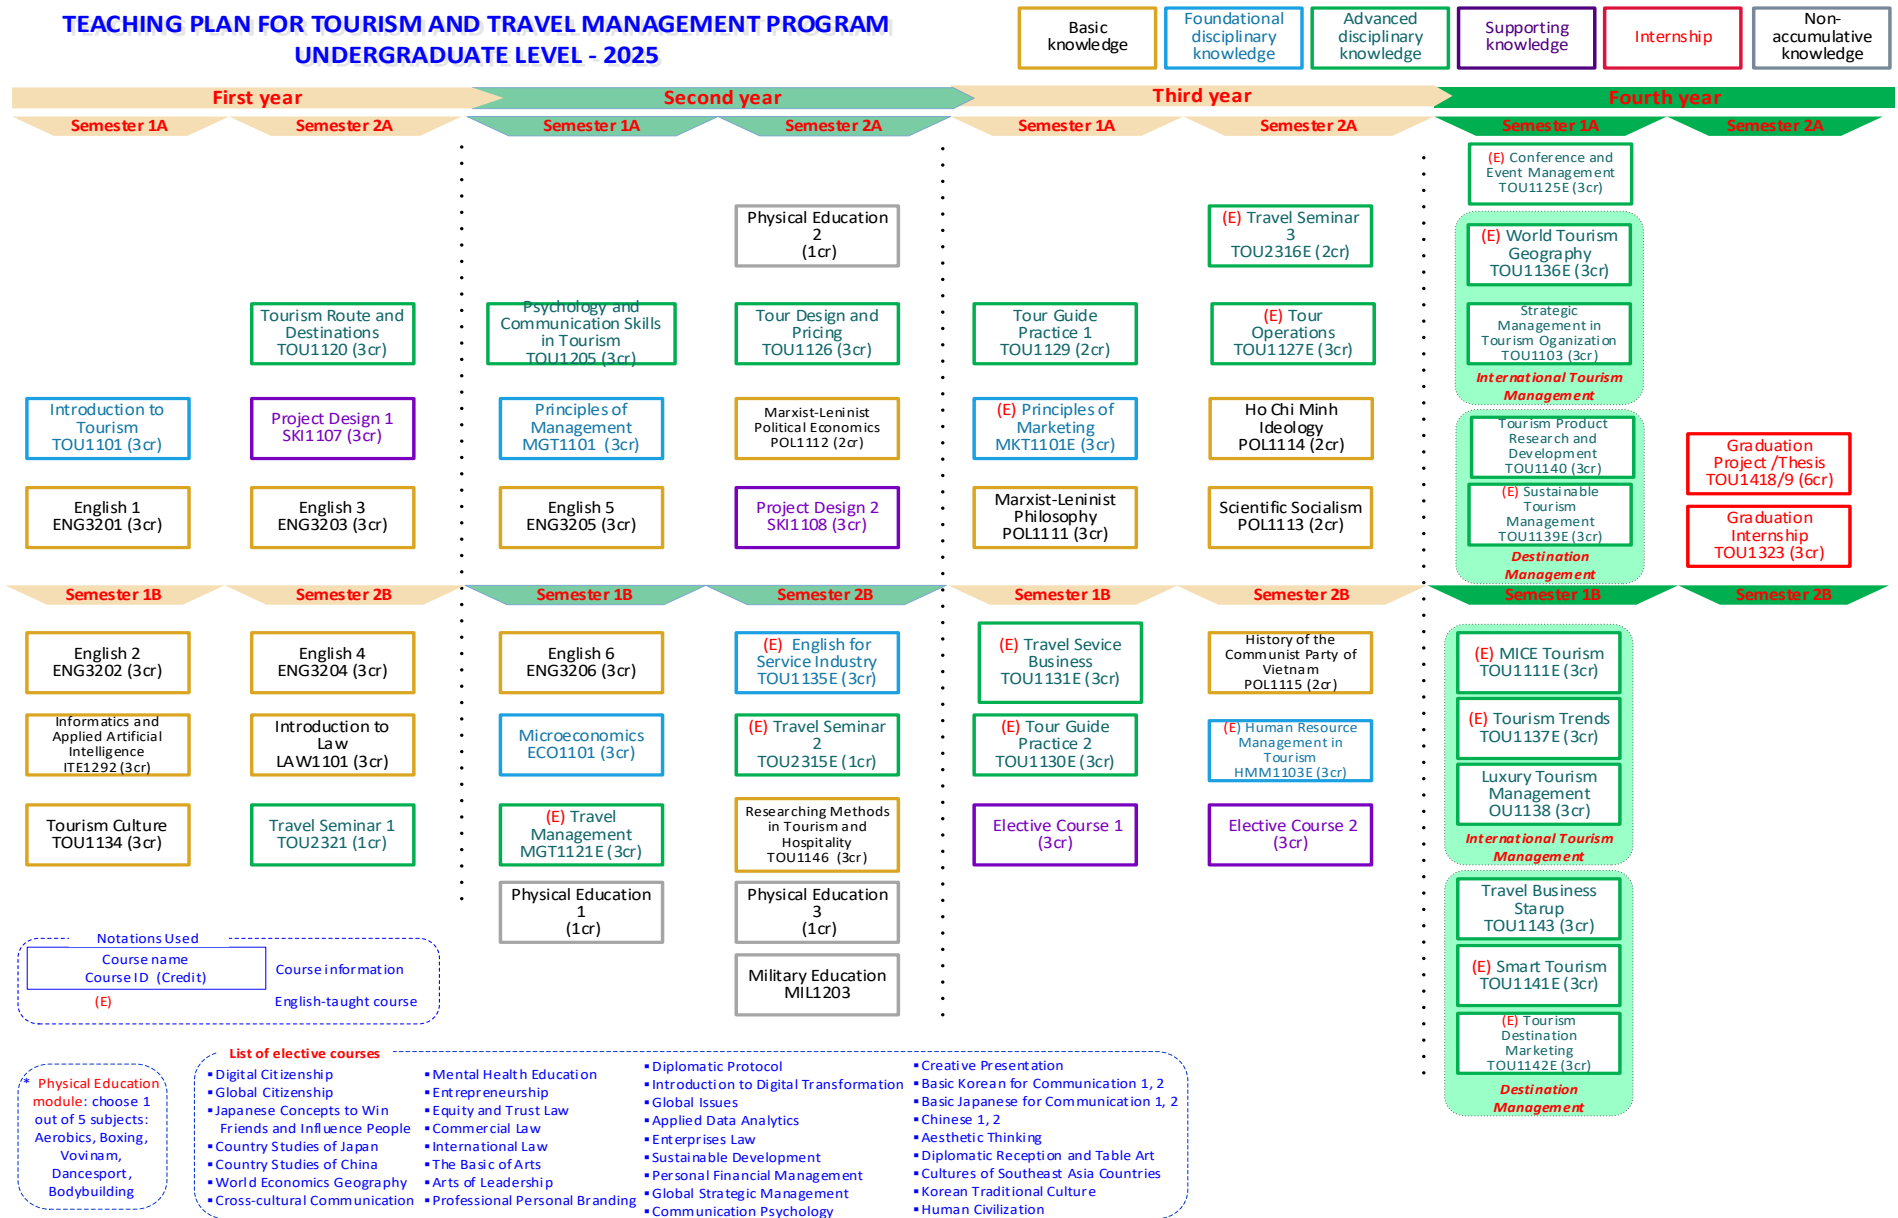 TEACHING PLAN FOR TOURISM AND TRAVEL MANAGEMENT PROGRAM
UNDERGRADUATE LEVEL - 2025
Basic
knowledge
Foundational
disciplinary
knowledge
Advanced
disciplinary
knowledge
Supporting
knowledge
Internship
Non-
accumulative
knowledge
First year
Second year
Third year
Fourth year
Semester 1A
Semester 2A
Semester 1A
Semester 2A
Semester 1A
Semester 2A
Semester 1A
Semester 2A
Introduction to
Tourism
TOU1101 (3cr)
English 1
ENG3201 (3cr)
Tourism Route and
Destinations
TOU1120 (3cr)
Project Design 1
SKI1107 (3cr)
English 3
ENG3203 (3cr)
Psychology and
Communication Skills
in Tourism
TOU1205 (3cr)
Principles of
Management
MGT1101 (3cr)
English 5
ENG3205 (3cr)
Physical Education
2
(1cr)
Tour Design and
Pricing
TOU1126 (3cr)
Marxist-Leninist
Political Economics
POL1112 (2cr)
Project Design 2
SKI1108 (3cr)
Tour Guide
Practice 1
TOU1129 (2cr)
(E) Principles of
Marketing
MKT1101E (3cr)
Marxist-Leninist
Philosophy
POL1111 (3cr)
(E) Travel Seminar
3
TOU2316E (2cr)
(E) Tour
Operations
TOU1127E (3cr)
Ho Chi Minh
Ideology
POL1114 (2cr)
Scientific Socialism
POL1113 (2cr)
(E) Conference and
Event Management
TOU1125E (3cr)
(E) World Tourism
Geography
TOU1136E (3cr)
Strategic
Management in
Tourism Oganization
TOU1103 (3cr)
International Tourism
Management
Tourism Product
Research and
Development
TOU1140 (3cr)
(E) Sustainable
Tourism
Management
TOU1139E (3cr)
Destination
Management
Graduation
Project /Thesis
TOU1418/9 (6cr)
Graduation
Internship
TOU1323 (3cr)
Semester 1B
Semester 2B
Semester 1B
Semester 2B
Semester 1B
Semester 2B
Semester 1B
Semester 2B
English 2
ENG3202 (3cr)
Informatics and
Applied Artificial
Intelligence
ITE1292 (3cr)
Tourism Culture
TOU1134 (3cr)
English 4
ENG3204 (3cr)
Introduction to
Law
LAW1101 (3cr)
Travel Seminar 1
TOU2321 (1cr)
English 6
ENG3206 (3cr)
Microeconomics
ECO1101 (3cr)
(E) Travel
Management
MGT1121E (3cr)
Physical Education
1
(1cr)
(E) English for
Service Industry
TOU1135E (3cr)
(E) Travel Seminar
2
TOU2315E (1cr)
Researching Methods
in Tourism and
Hospitality
TOU1146 (3cr)
Physical Education
3
(1cr)
Military Education
MIL1203
(E) Travel Sevice
Business
TOU1131E (3cr)
(E) Tour Guide
Practice 2
TOU1130E (3cr)
Elective Course 1
(3cr)
History of the
Communist Party of
Vietnam
POL1115 (2cr)
(E) Human Resource
Management in
Tourism
HMM1103E (3cr)
Elective Course 2
(3cr)
(E) MICE Tourism
TOU1111E (3cr)
(E) Tourism Trends
TOU1137E (3cr)
Luxury Tourism
Management
OU1138 (3cr)
International Tourism
Management
Travel Business
Starup
TOU1143 (3cr)
(E) Smart Tourism
TOU1141E (3cr)
(E) Tourism
Destination
Marketing
TOU1142E (3cr)
Destination
Management
Notations Used
Course name
Course ID (Credit)
Course information
(E)
English-taught course
* Physical Education
module: choose 1
out of 5 subjects:
Aerobics, Boxing,
Vovinam,
Dancesport,
Bodybuilding
List of elective courses
▪ Digital Citizenship
▪ Global Citizenship
▪ Japanese Concepts to Win
Friends and Influence People
▪ Country Studies of Japan
▪ Country Studies of China
▪ World Economics Geography
▪ Cross-cultural Communication
▪ Mental Health Education
▪ Entrepreneurship
▪ Equity and Trust Law
▪ Commercial Law
▪ International Law
▪ The Basic of Arts
▪ Arts of Leadership
▪ Professional Personal Branding
▪ Diplomatic Protocol
▪ Introduction to Digital Transformation
▪ Global Issues
▪ Applied Data Analytics
▪ Enterprises Law
▪ Sustainable Development
▪ Personal Financial Management
▪ Global Strategic Management
▪ Communication Psychology
▪ Creative Presentation
▪ Basic Korean for Communication 1, 2
▪ Basic Japanese for Communication 1, 2
▪ Chinese 1, 2
▪ Aesthetic Thinking
▪ Diplomatic Reception and Table Art
▪ Cultures of Southeast Asia Countries
▪ Korean Traditional Culture
▪ Human Civilization